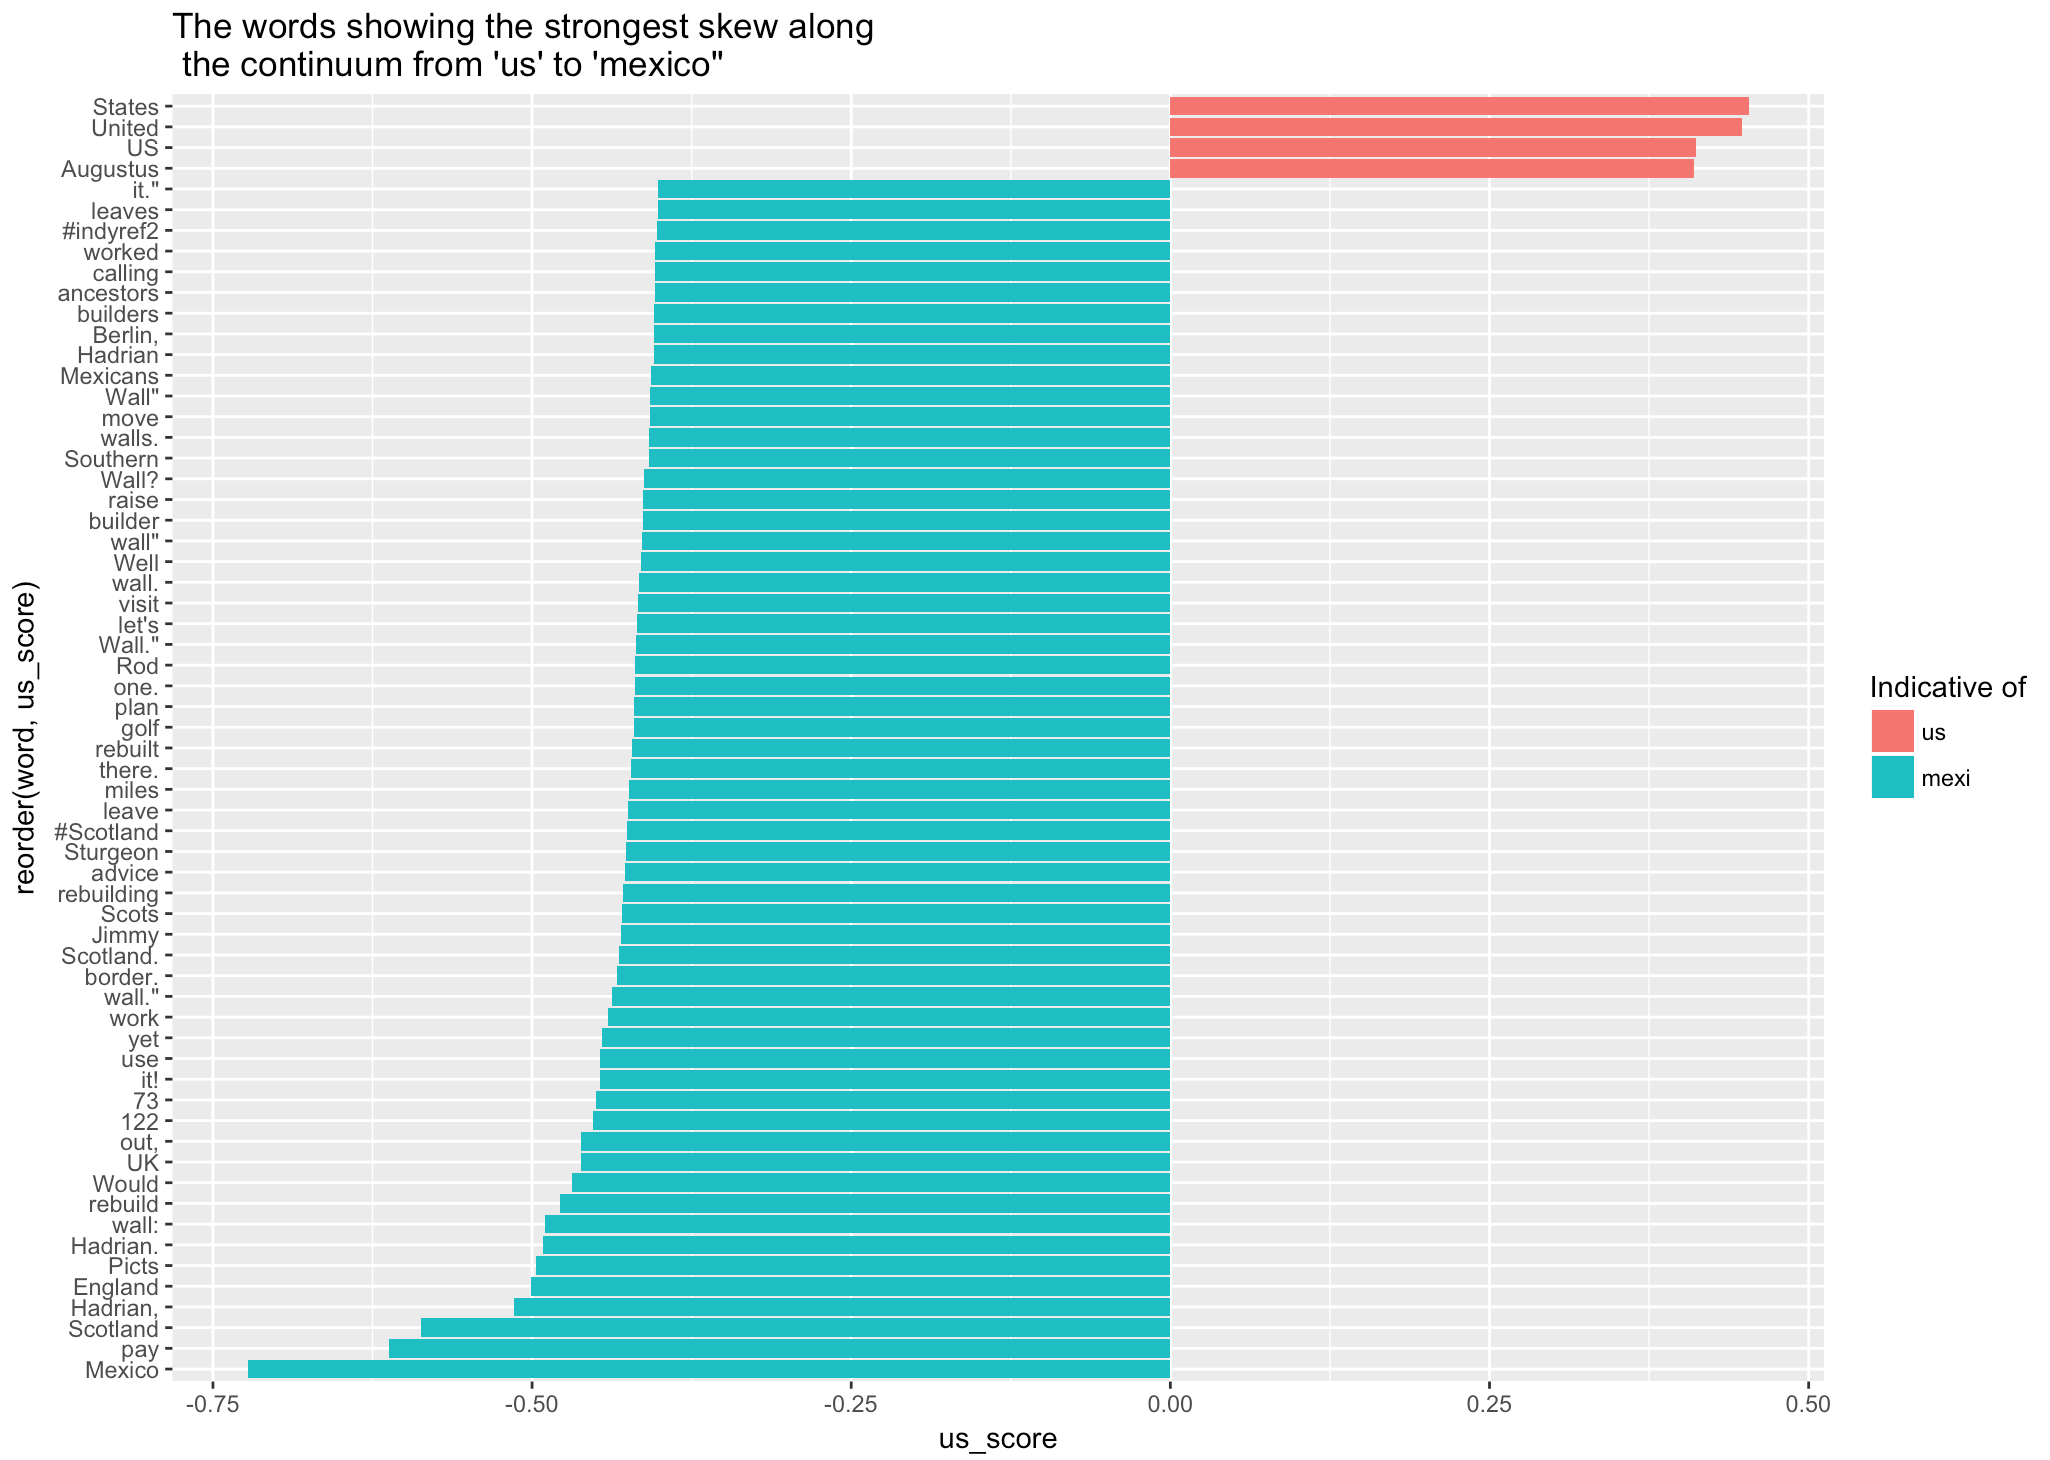 The words showing the strongest skew along
the continuum from 'us' to 'mexico"
States
United
US
Augustus
it."
leaves
#indyref2
worked
calling
ancestors
builders
Berlin,
Hadrian
Mexicans
Wall"
move
walls.
Southern
Wall?
raise
builder
wall"
Well
wall.
visit
let's
Wall."
Rod
one.
plan
golf
rebuilt
there.
miles
leave
#Scotland
Sturgeon
advice
rebuilding
Scots
Jimmy
Scotland.
border.
wall."
work
yet
use
it!
73
122
out,
UK
Would
rebuild
wall:
Hadrian.
Picts
England
Hadrian,
Scotland
pay
Mexico
reorder(word, us_score)
-0.75 -0.50 -0.25 0.00 0.25 0.50
us_score
Indicative of
us
mexi